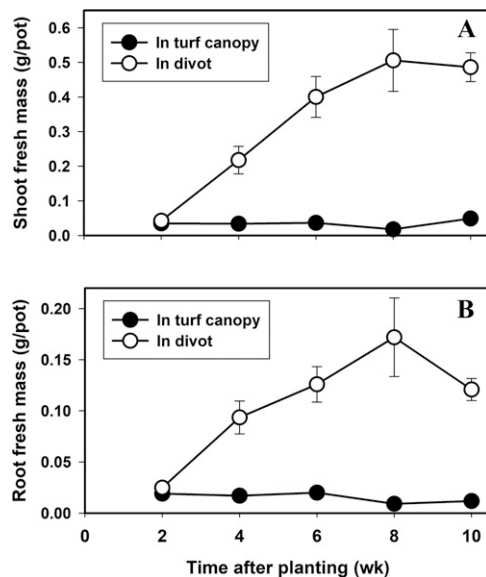 A
In turf canopy
In divot
Shoot fresh mass (g/pot)
0.6
0.5
0.4
0.3
0.2
0.1
0.0
B
In turf canopy
In divot
Root fresh mass (g/pot)
0.20
0.15
0.10
0.05
0.00
0 2 4 6 8 10
Time after planting (wk)